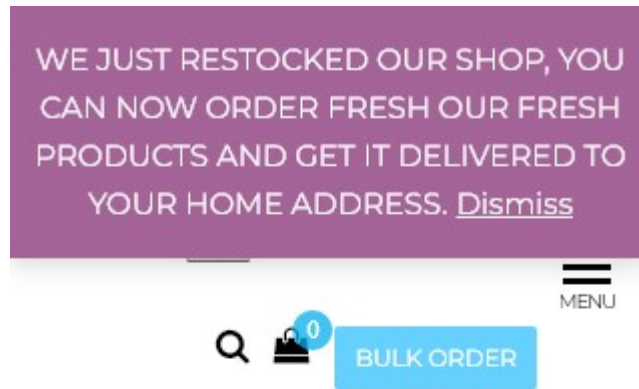 WE JUST RESTOCKED OUR SHOP, YOU
CAN NOW ORDER FRESH OUR FRESH
PRODUCTS AND GET IT DELIVERED TO
YOUR HOME ADDRESS. Dismiss
MENU
0
BULK ORDER